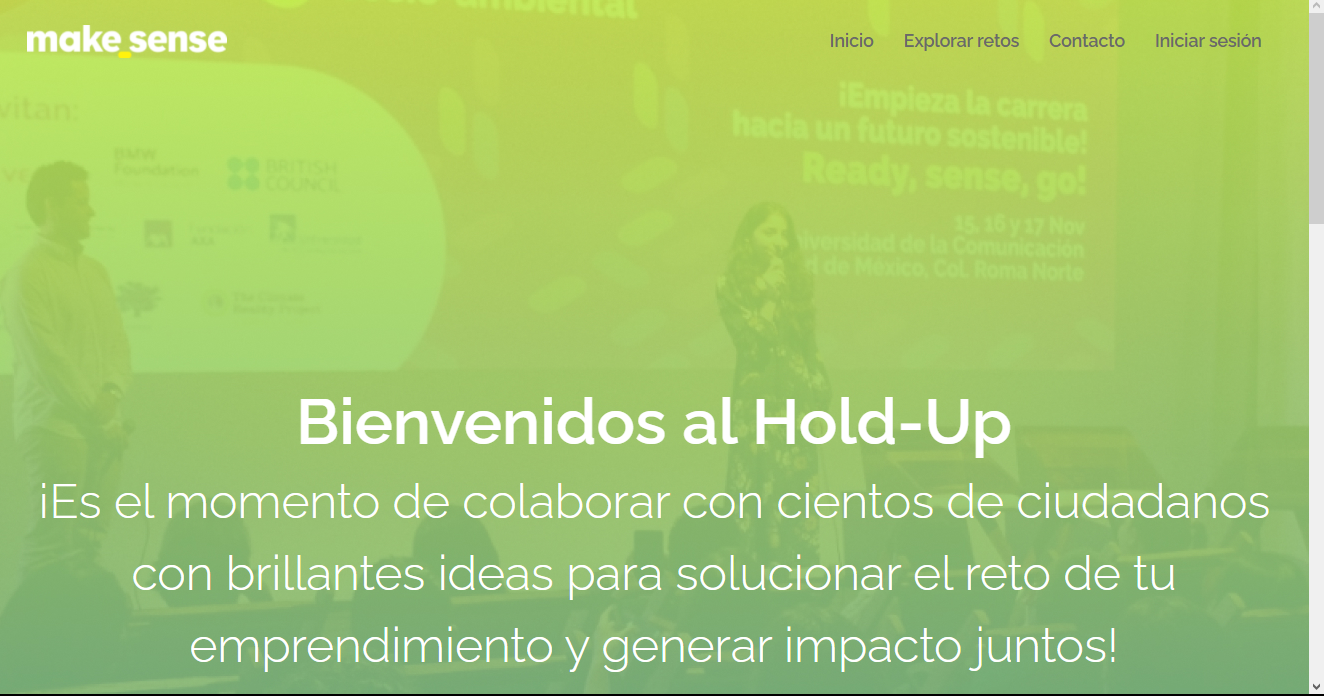 make_sense
Inicio
Explorar retos
Contacto
Iniciar sesión
ambiental
vitan:
¡Empieza la carrera
hacia un futuro sostenible!
Ready, sense, go!
BMW
Foundation
BRITISH
COUNCIL
15, 16 y 17 Nov
de la Comunicación
de México, Col. Roma Norte
Bienvenidos al Hold-Up
¡Es el momento de colaborar con cientos de ciudadanos
con brillantes ideas para solucionar el reto de tu
emprendimiento y generar impacto juntos!